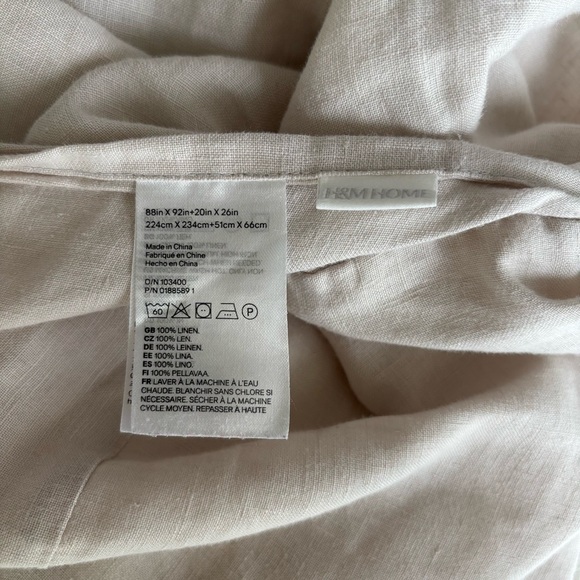 H&M HOME
88in X 92in+20in X 26in
224cm X 234cm+51cm X 66cm
Made in China
Fabriqué en Chine
Hecho en China
O/N 103400
P/N 0188589 1
60 P
GB 100% LINEN.
CZ 100% LEN.
DE 100% LEINEN.
EE 100% LINA.
ES 100% LINO.
FI 100% PELLAVAA.
FR LAVER À LA MACHINE À L'EAU
CHAUDE. BLANCHIR SANS CHLORE SI
NÉCESSAIRE. SÉCHER À LA MACHINE
CYCLE MOYEN. REPASSER À HAUTE